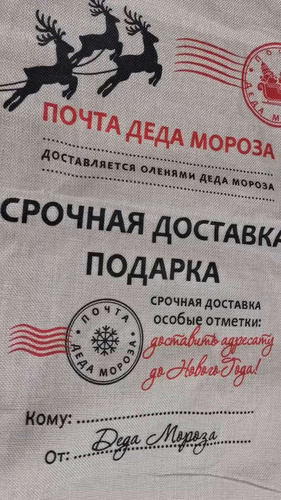 ПОЧТА ДЕДА МОРОЗА
ДОСТАВЛЯЕТСЯ ОЛЕНЯМИ ДЕДА МОРОЗА
СРОЧНАЯ ДОСТАВКА
ПОДАРКА
СРОЧНАЯ ДОСТАВКА
особые отметки:
доставить адресату
до Нового Года!
ПОЧТА
ДЕДА МОРОЗА
Кому:
От: Деда Мороза